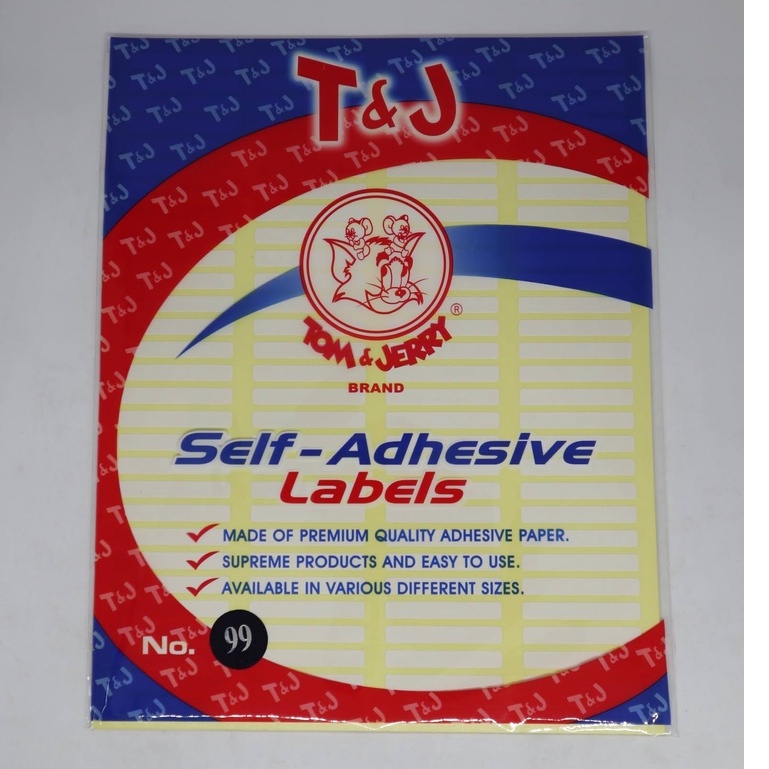 T&J
TOM & JERRY ®
BRAND
Self-Adhesive
Labels
MADE OF PREMIUM QUALITY ADHESIVE PAPER.
SUPREME PRODUCTS AND EASY TO USE.
AVAILABLE IN VARIOUS DIFFERENT SIZES.
No. 99